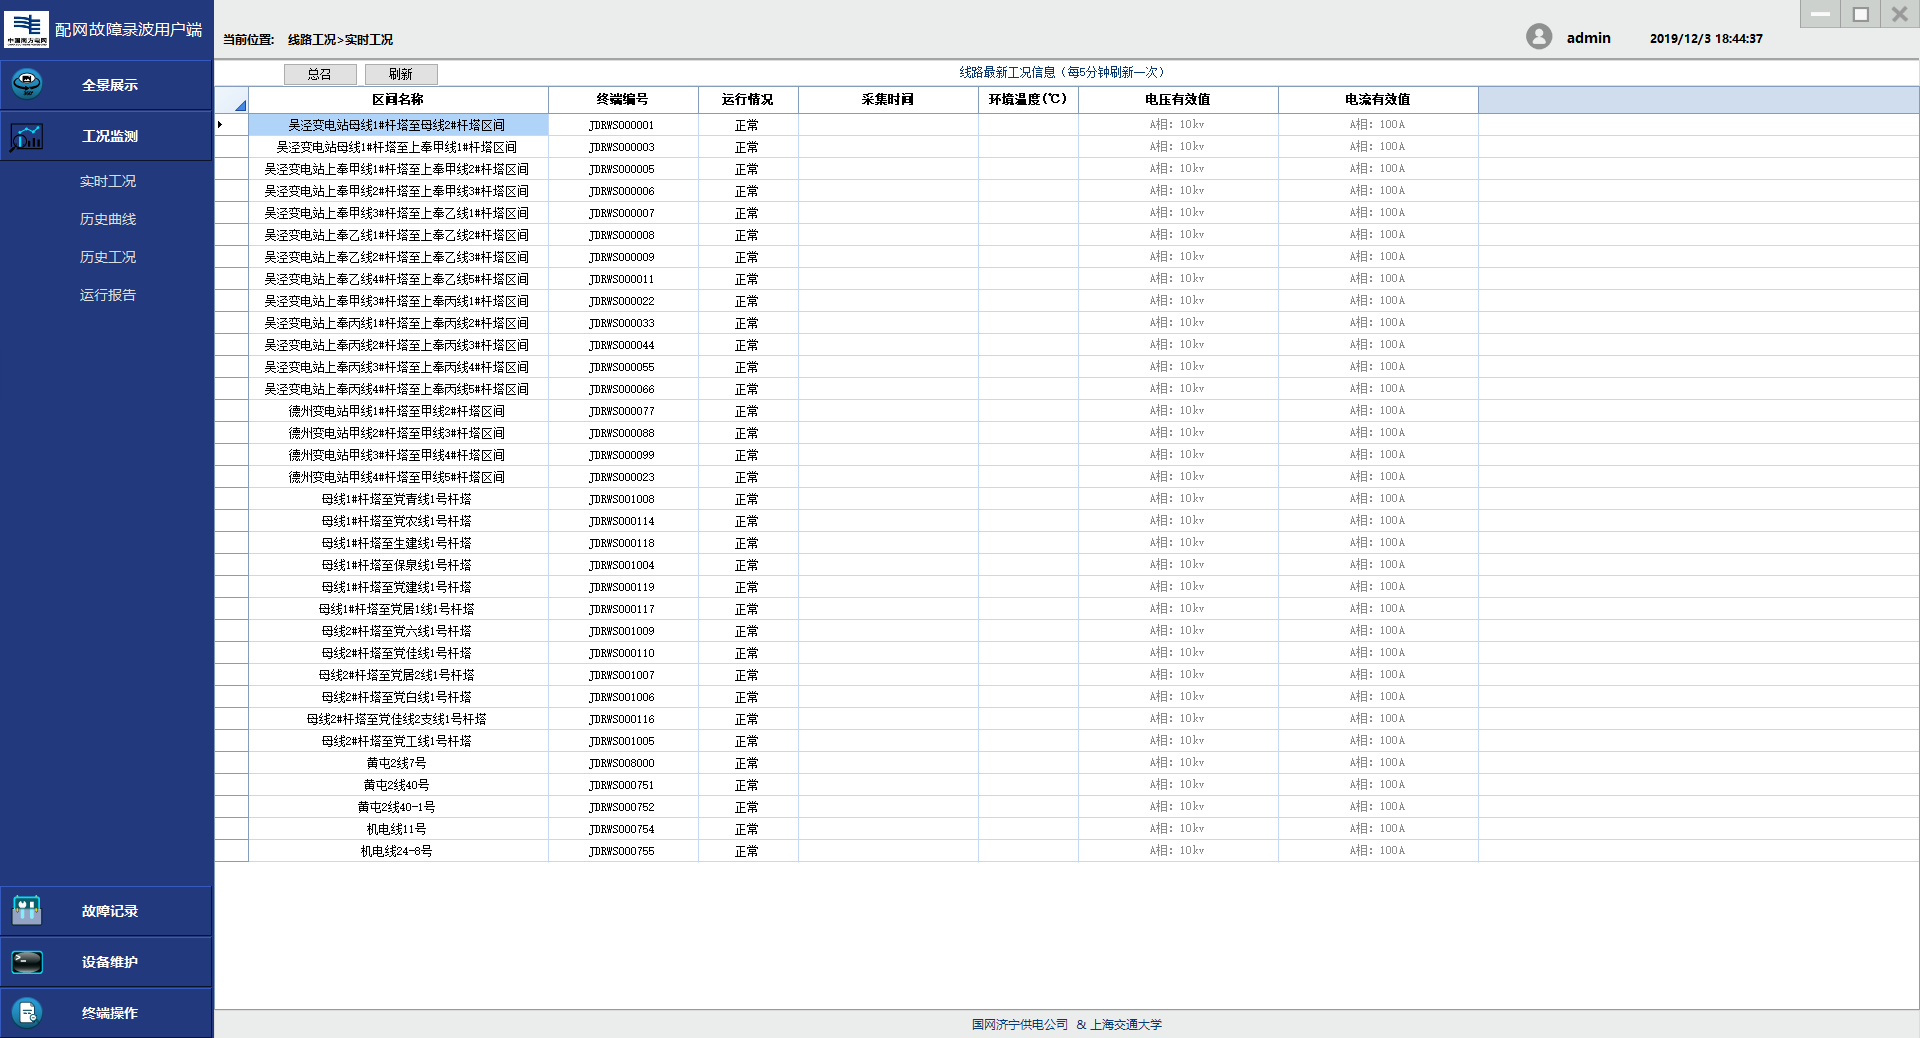 中国南方电网
配网故障录波用户端
当前位置: 线路工况>实时工况
admin
2019/12/3 18:44:37
全景展示
工况监测
实时工况
历史曲线
历史工况
运行报告
故障记录
设备维护
终端操作
总召 刷新 线路最新工况信息（每5分钟刷新一次）
区间名称 终端编号 运行情况 采集时间 环境温度(℃) 电压有效值 电流有效值
吴泾变电站母线1#杆塔至母线2#杆塔区间 JDRWS000001 正常 A相: 10kv A相: 100A
吴泾变电站母线1#杆塔至上奉甲线1#杆塔区间 JDRWS000003 正常 A相: 10kv A相: 100A
吴泾变电站上奉甲线1#杆塔至上奉甲线2#杆塔区间 JDRWS000005 正常 A相: 10kv A相: 100A
吴泾变电站上奉甲线2#杆塔至上奉甲线3#杆塔区间 JDRWS000006 正常 A相: 10kv A相: 100A
吴泾变电站上奉甲线3#杆塔至上奉乙线1#杆塔区间 JDRWS000007 正常 A相: 10kv A相: 100A
吴泾变电站上奉乙线1#杆塔至上奉乙线2#杆塔区间 JDRWS000008 正常 A相: 10kv A相: 100A
吴泾变电站上奉乙线2#杆塔至上奉乙线3#杆塔区间 JDRWS000009 正常 A相: 10kv A相: 100A
吴泾变电站上奉乙线4#杆塔至上奉乙线5#杆塔区间 JDRWS000011 正常 A相: 10kv A相: 100A
吴泾变电站上奉甲线3#杆塔至上奉丙线1#杆塔区间 JDRWS000022 正常 A相: 10kv A相: 100A
吴泾变电站上奉丙线1#杆塔至上奉丙线2#杆塔区间 JDRWS000033 正常 A相: 10kv A相: 100A
吴泾变电站上奉丙线2#杆塔至上奉丙线3#杆塔区间 JDRWS000044 正常 A相: 10kv A相: 100A
吴泾变电站上奉丙线3#杆塔至上奉丙线4#杆塔区间 JDRWS000055 正常 A相: 10kv A相: 100A
吴泾变电站上奉丙线4#杆塔至上奉丙线5#杆塔区间 JDRWS000066 正常 A相: 10kv A相: 100A
德州变电站甲线1#杆塔至甲线2#杆塔区间 JDRWS000077 正常 A相: 10kv A相: 100A
德州变电站甲线2#杆塔至甲线3#杆塔区间 JDRWS000088 正常 A相: 10kv A相: 100A
德州变电站甲线3#杆塔至甲线4#杆塔区间 JDRWS000099 正常 A相: 10kv A相: 100A
德州变电站甲线4#杆塔至甲线5#杆塔区间 JDRWS000023 正常 A相: 10kv A相: 100A
母线1#杆塔至党青线1号杆塔 JDRWS001008 正常 A相: 10kv A相: 100A
母线1#杆塔至党农线1号杆塔 JDRWS000114 正常 A相: 10kv A相: 100A
母线1#杆塔至生建线1号杆塔 JDRWS000118 正常 A相: 10kv A相: 100A
母线1#杆塔至保泉线1号杆塔 JDRWS001004 正常 A相: 10kv A相: 100A
母线1#杆塔至党建线1号杆塔 JDRWS000119 正常 A相: 10kv A相: 100A
母线1#杆塔至党居1线1号杆塔 JDRWS000117 正常 A相: 10kv A相: 100A
母线2#杆塔至党六线1号杆塔 JDRWS001009 正常 A相: 10kv A相: 100A
母线2#杆塔至党佳线1号杆塔 JDRWS000110 正常 A相: 10kv A相: 100A
母线2#杆塔至党居2线1号杆塔 JDRWS001007 正常 A相: 10kv A相: 100A
母线2#杆塔至党白线1号杆塔 JDRWS001006 正常 A相: 10kv A相: 100A
母线2#杆塔至党佳线2支线1号杆塔 JDRWS000116 正常 A相: 10kv A相: 100A
母线2#杆塔至党工线1号杆塔 JDRWS001005 正常 A相: 10kv A相: 100A
黄屯2线7号 JDRWS008000 正常 A相: 10kv A相: 100A
黄屯2线40号 JDRWS000751 正常 A相: 10kv A相: 100A
黄屯2线40-1号 JDRWS000752 正常 A相: 10kv A相: 100A
机电线11号 JDRWS000754 正常 A相: 10kv A相: 100A
机电线24-8号 JDRWS000755 正常 A相: 10kv A相: 100A
国网济宁供电公司 & 上海交通大学